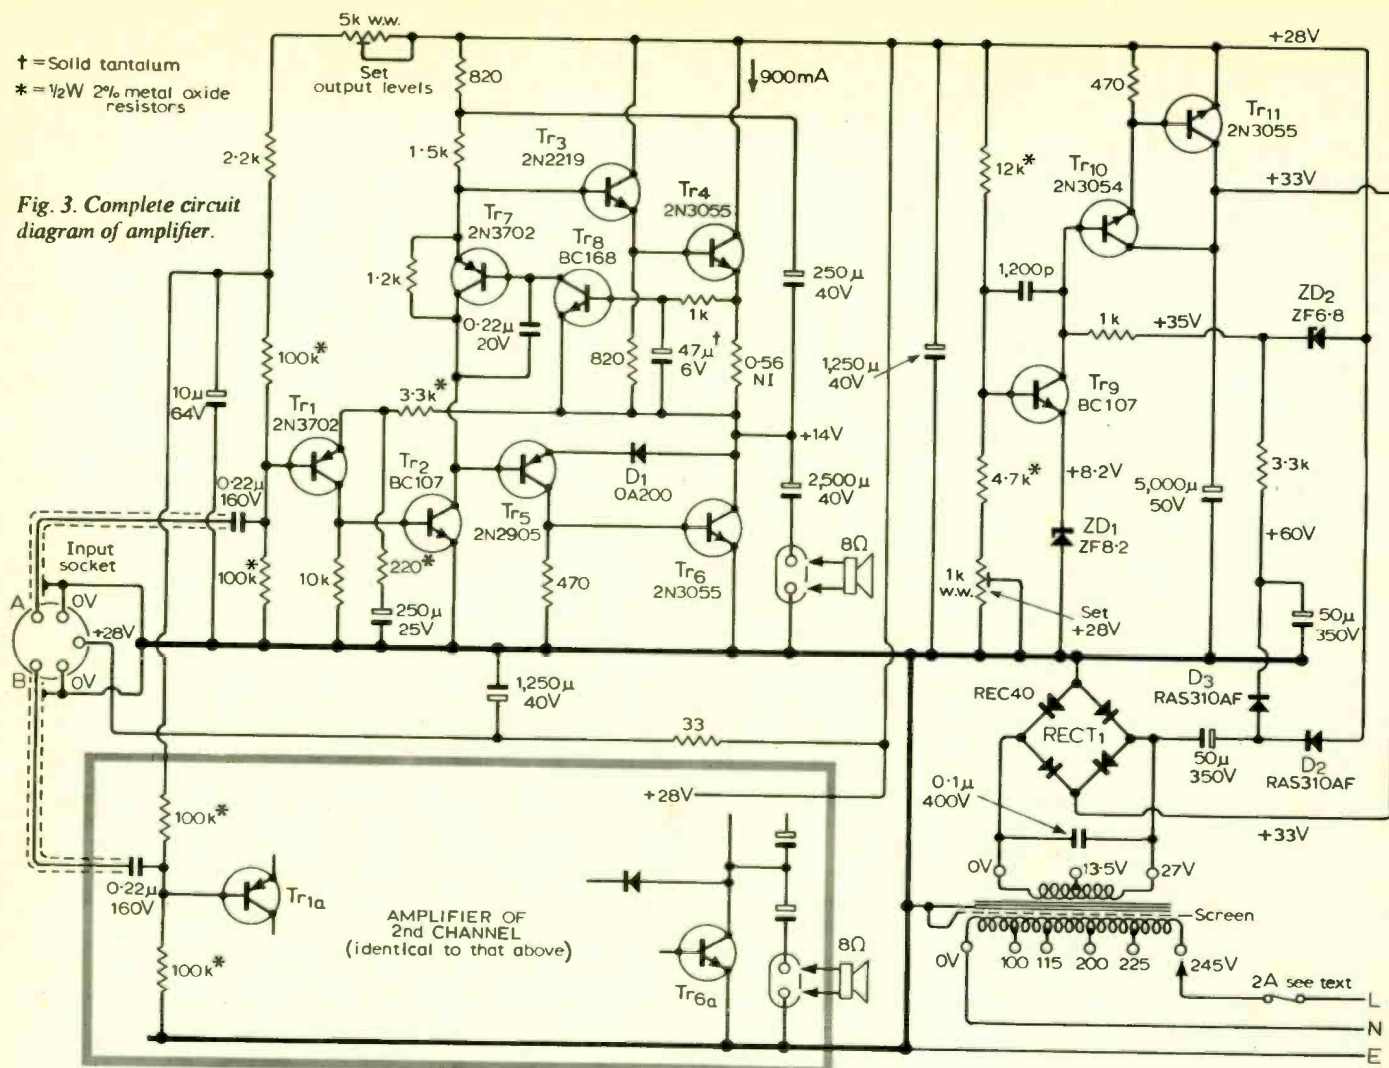 5k w.w.
Set
output levels
† = Solid tantalum
* = ½W 2% metal oxide
resistors
Fig. 3. Complete circuit
diagram of amplifier.
820
900mA
+28V
470
Tr11
2N3055
2·2k
1·5k
Tr3
2N2219
Tr4
2N3055
12k*
Tr10
2N3054
+33V
Tr7
2N3702
Tr8
BC168
1·2k
0·22µ
20V
1k
250µ
40V
1,200p
ZD2
ZF6·8
1k
+35V
100k*
10µ
64V
820
47µ†
6V
0·56
NI
1,250µ
40V
Tr9
BC107
Tr1
2N3702
3·3k*
+14V
+8·2V
4·7k*
3·3k
Tr2
BC107
D1
OA200
0·22µ
160V
Tr5
2N2905
2,500µ
40V
5,000µ
50V
ZD1
ZF8·2
+60V
Input
socket
100k*
10k
220*
470
Tr6
2N3055
8Ω
1k
w.w.
Set
+28V
50µ
350V
A
0V
+28V
250µ
25V
B
0V
1,250µ
40V
REC40
D3
RAS310AF
33
RECT1
50µ
350V
D2
RAS310AF
0·1µ
400V
+28V
+33V
100k*
0V
13·5V
27V
0·22µ
160V
Tr1a
AMPLIFIER OF
2nd CHANNEL
(identical to that above)
Screen
100k*
8Ω
Tr6a
0V
100
115
200
225
245V
2A see text
L
N
E